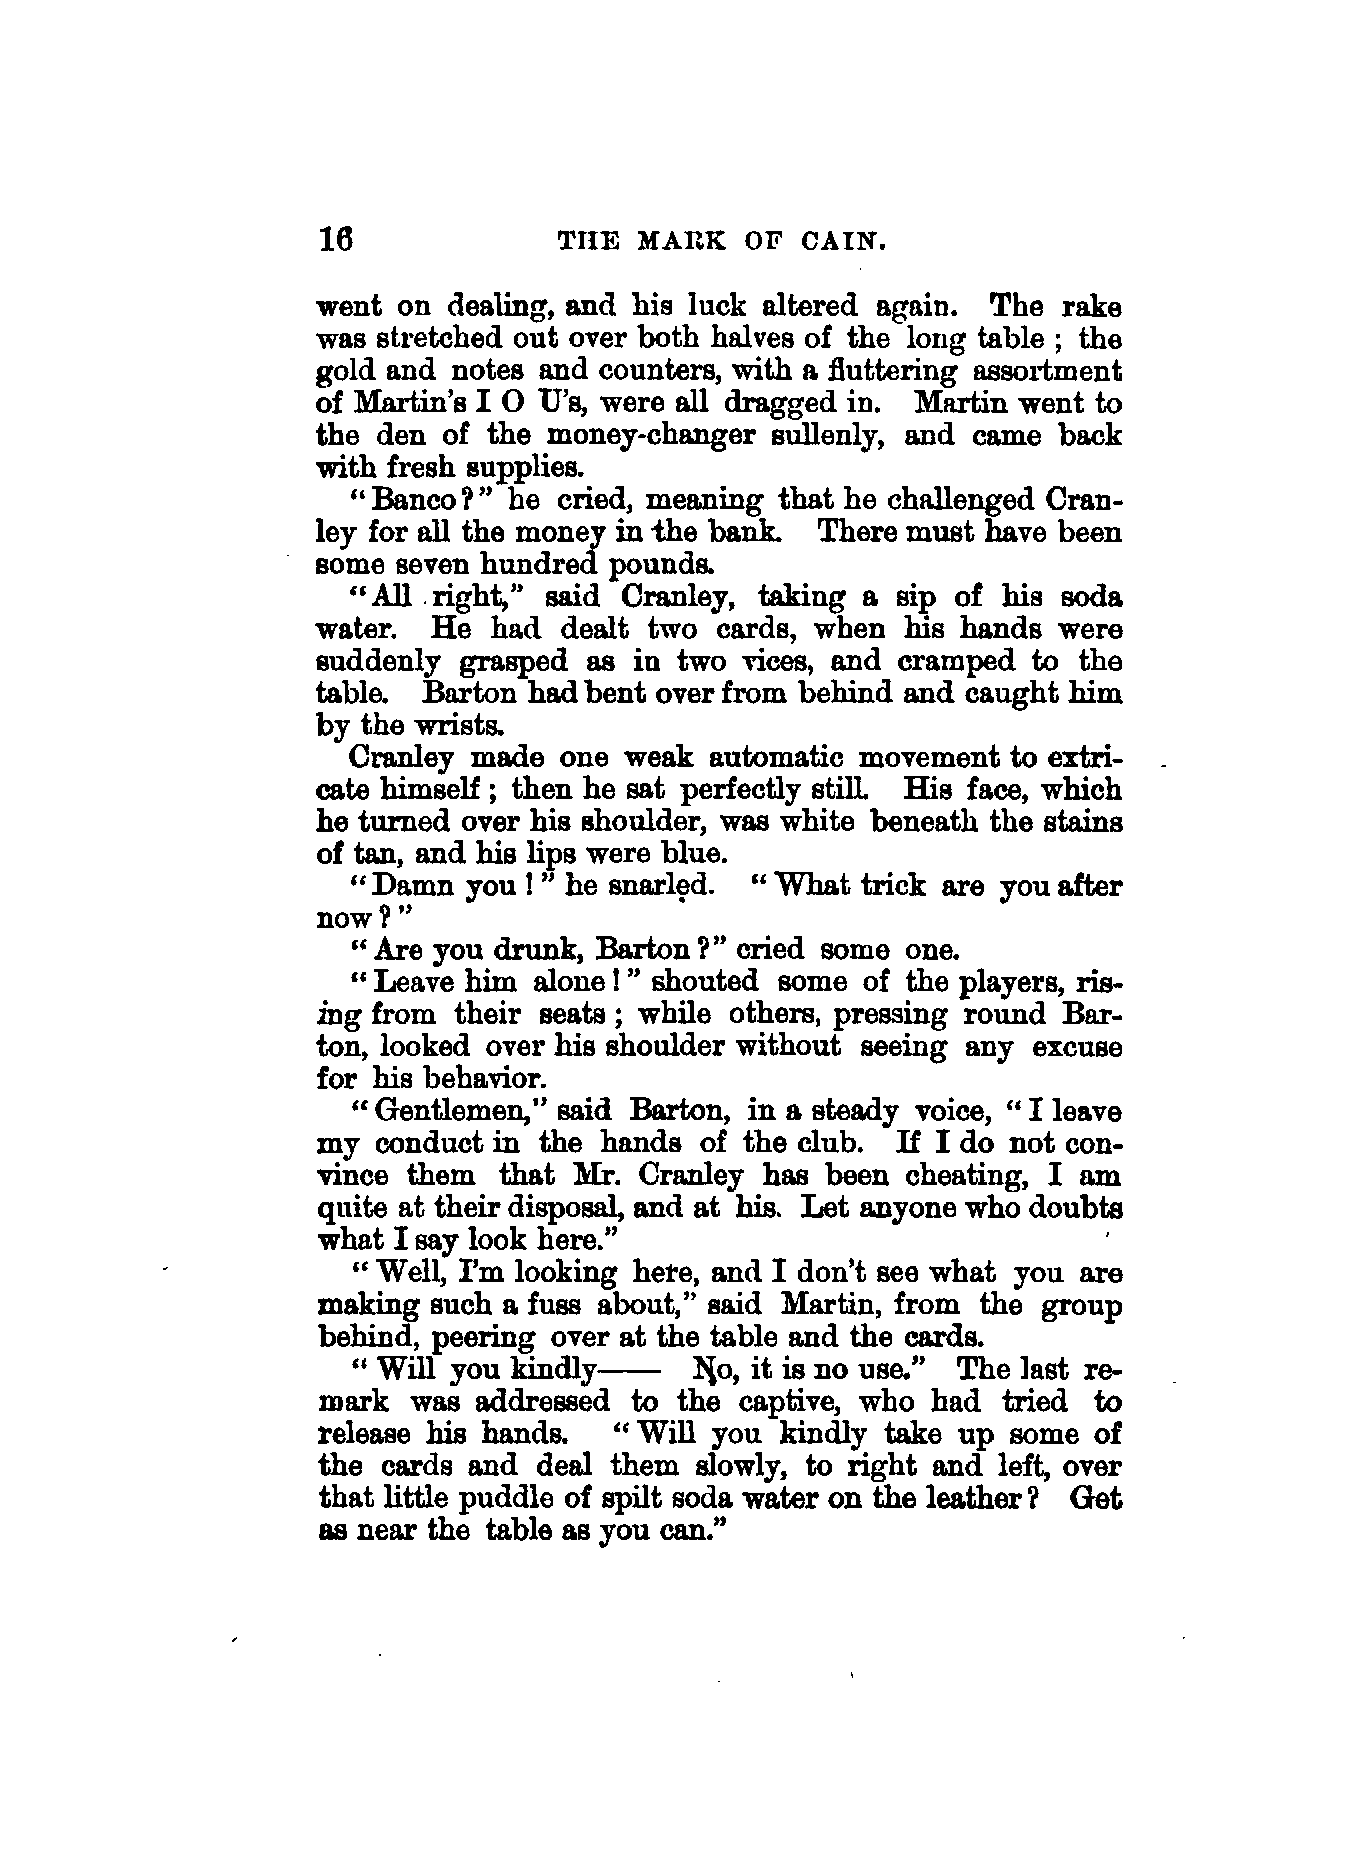 16 THE MARK OF CAIN.
went on dealing, and his luck altered again. The rake
was stretched out over both halves of the long table ; the
gold and notes and counters, with a fluttering assortment
of Martin's I O U's, were all dragged in. Martin went to
the den of the money-changer sullenly, and came back
with fresh supplies.
“Banco?” he cried, meaning that he challenged Cran-
ley for all the money in the bank. There must have been
some seven hundred pounds.
“All right,” said Cranley, taking a sip of his soda
water. He had dealt two cards, when his hands were
suddenly grasped as in two vices, and cramped to the
table. Barton had bent over from behind and caught him
by the wrists.
Cranley made one weak automatic movement to extri-
cate himself ; then he sat perfectly still. His face, which
he turned over his shoulder, was white beneath the stains
of tan, and his lips were blue.
“Damn you !” he snarled. “What trick are you after
now ?”
“Are you drunk, Barton ?” cried some one.
“Leave him alone !” shouted some of the players, ris-
ing from their seats ; while others, pressing round Bar-
ton, looked over his shoulder without seeing any excuse
for his behavior.
“Gentlemen,” said Barton, in a steady voice, “I leave
my conduct in the hands of the club. If I do not con-
vince them that Mr. Cranley has been cheating, I am
quite at their disposal, and at his. Let anyone who doubts
what I say look here.”
“Well, I'm looking here, and I don't see what you are
making such a fuss about,” said Martin, from the group
behind, peering over at the table and the cards.
“Will you kindly—— No, it is no use.” The last re-
mark was addressed to the captive, who had tried to
release his hands. “Will you kindly take up some of
the cards and deal them slowly, to right and left, over
that little puddle of spilt soda water on the leather ? Get
as near the table as you can.”